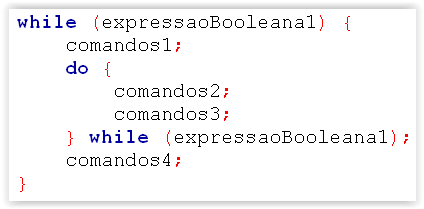 while (expressaoBooleana1) {
    comandos1;
    do {
        comandos2;
        comandos3;
    } while (expressaoBooleana1);
    comandos4;
}